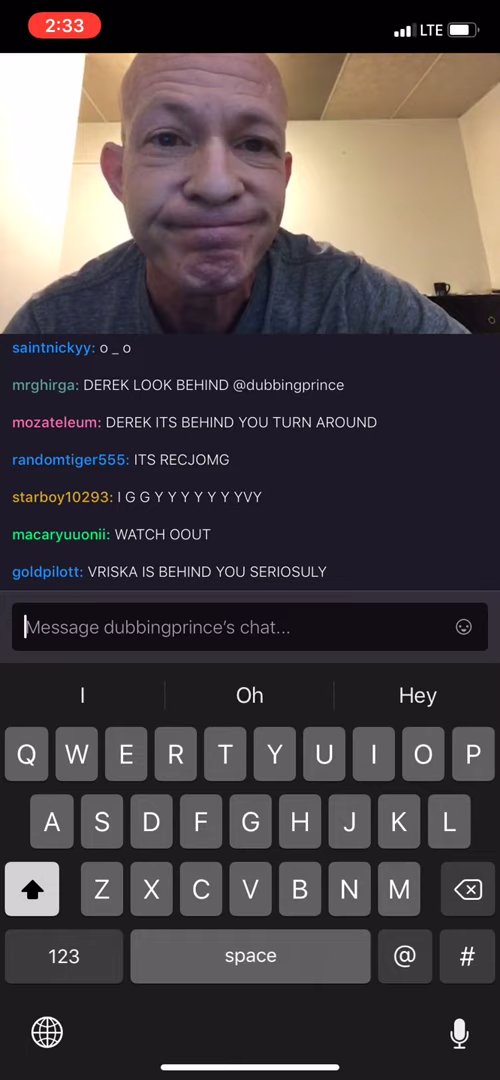 2:33
LTE
saintnickyy: o _ o
mrghirga: DEREK LOOK BEHIND @dubbingprince
mozateleum: DEREK ITS BEHIND YOU TURN AROUND
randomtiger555: ITS RECJOMG
starboy10293: I G G Y Y Y Y Y Y YVY
macaryuuonii: WATCH OOUT
goldpilott: VRISKA IS BEHIND YOU SERIOSULY
Message dubbingprince's chat...
I Oh Hey
Q W E R T Y U I O P
A S D F G H J K L
Z X C V B N M
123 space @ #